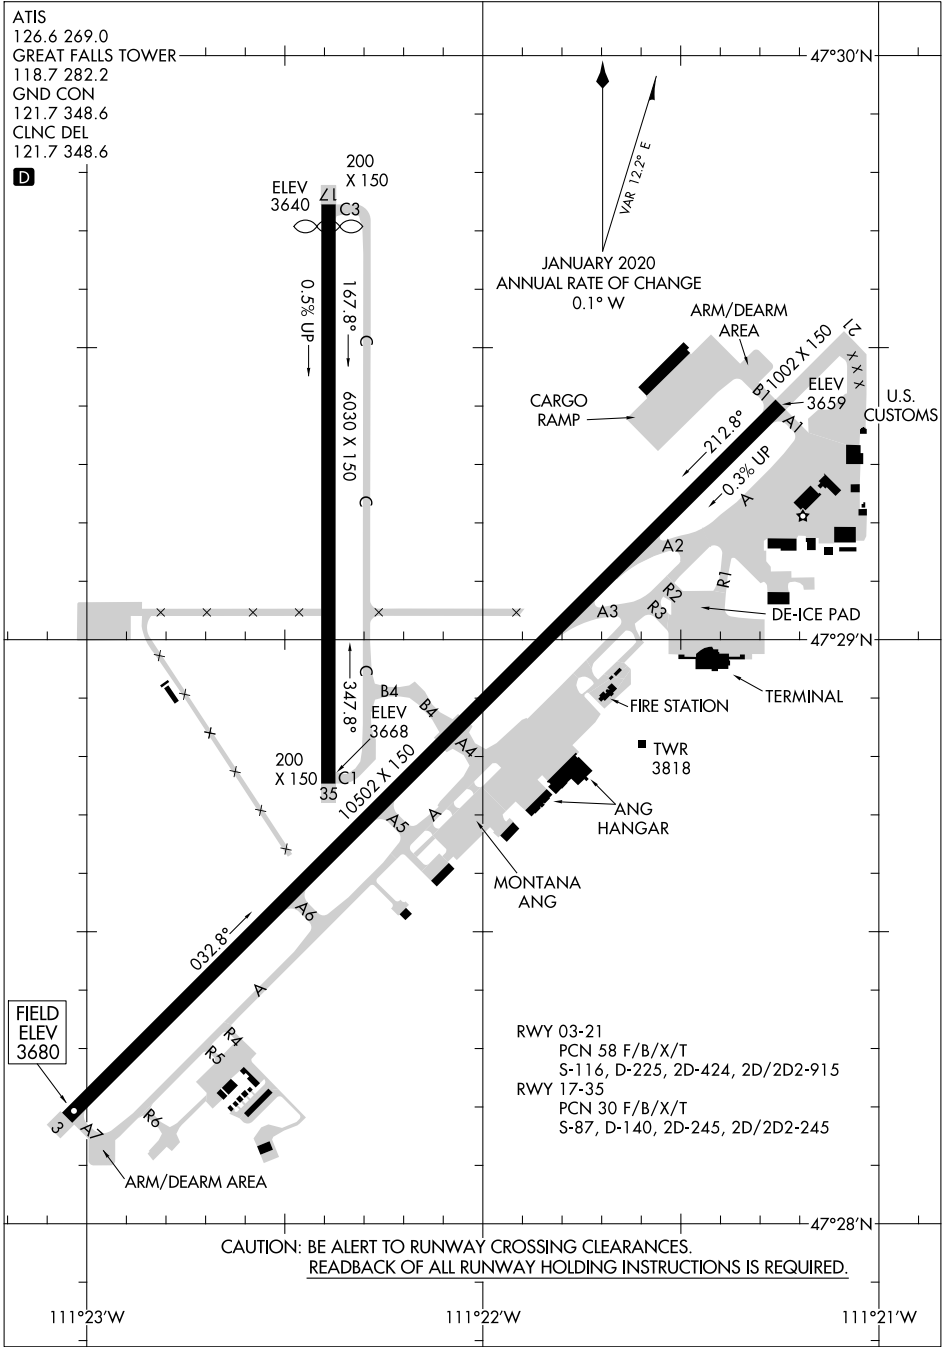 ATIS
126.6 269.0
GREAT FALLS TOWER
118.7 282.2
GND CON
121.7 348.6
CLNC DEL
121.7 348.6
D
47°30'N
VAR 12.2° E
JANUARY 2020
ANNUAL RATE OF CHANGE
0.1° W
200
X 150
ELEV
3640
17
C3
0.5% UP
167.8°
6030 X 150
C
C
C
347.8°
ELEV
3668
200
X 150
C1
35
ARM/DEARM
AREA
21
1002 X 150
B1
ELEV
3659
A1
U.S.
CUSTOMS
CARGO
RAMP
212.8°
0.3% UP
A
A2
A3
R1
R2
R3
DE-ICE PAD
47°29'N
TERMINAL
FIRE STATION
TWR
3818
ANG
HANGAR
MONTANA
ANG
B4
B4
A4
10502 X 150
A5
A
A6
032.8°
A
FIELD
ELEV
3680
R4
R5
R6
3
A7
ARM/DEARM AREA
RWY 03-21
PCN 58 F/B/X/T
S-116, D-225, 2D-424, 2D/2D2-915
RWY 17-35
PCN 30 F/B/X/T
S-87, D-140, 2D-245, 2D/2D2-245
47°28'N
CAUTION: BE ALERT TO RUNWAY CROSSING CLEARANCES.
READBACK OF ALL RUNWAY HOLDING INSTRUCTIONS IS REQUIRED.
111°23'W
111°22'W
111°21'W